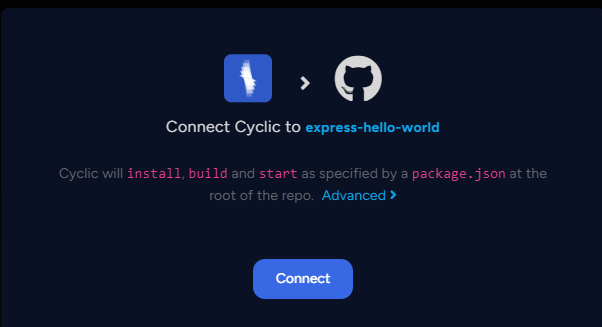 Connect Cyclic to express-hello-world
Cyclic will install, build and start as specified by a package.json at the
root of the repo. Advanced >
Connect